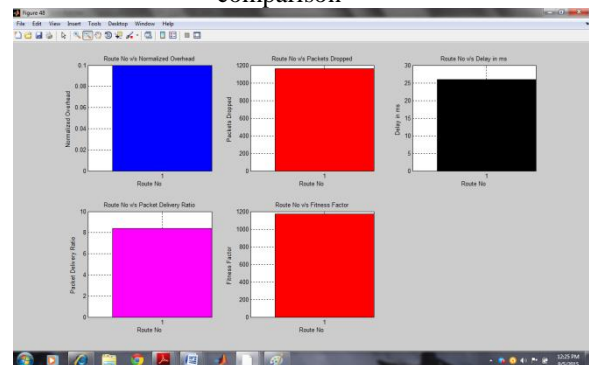 comparison
Figure 48
File Edit View Insert Tools Desktop Window Help
Route No v/s Normalized Overhead
Normalized Overhead
0.1
0.08
0.06
0.04
0.02
0
1
Route No
Route No v/s Packets Dropped
Packets Dropped
1200
1000
800
600
400
200
0
1
Route No
Route No v/s Delay in ms
Delay in ms
30
25
20
15
10
5
0
1
Route No
Route No v/s Packet Delivery Ratio
Packet Delivery Ratio
10
8
6
4
2
0
1
Route No
Route No v/s Fitness Factor
Fitness Factor
1200
1000
800
600
400
200
0
1
Route No
12:25 PM